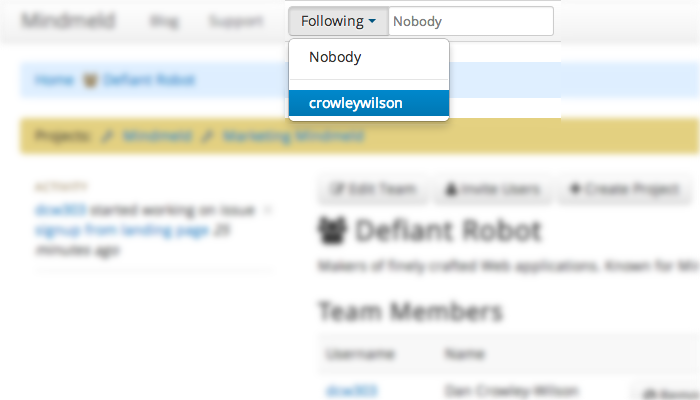 Mindmeld Blog Support Following Nobody
Nobody
crowleywilson
Home Defiant Robot
Projects: Mindmeld Marketing Mindmeld
ACTIVITY
dcw303 started working on issue
signup from landing page 25
minutes ago
Edit Team Invite Users Create Project
Defiant Robot
Makers of finely crafted Web applications. Known for
Team Members
Username Name
dcw303 Dan Crowley-Wilson